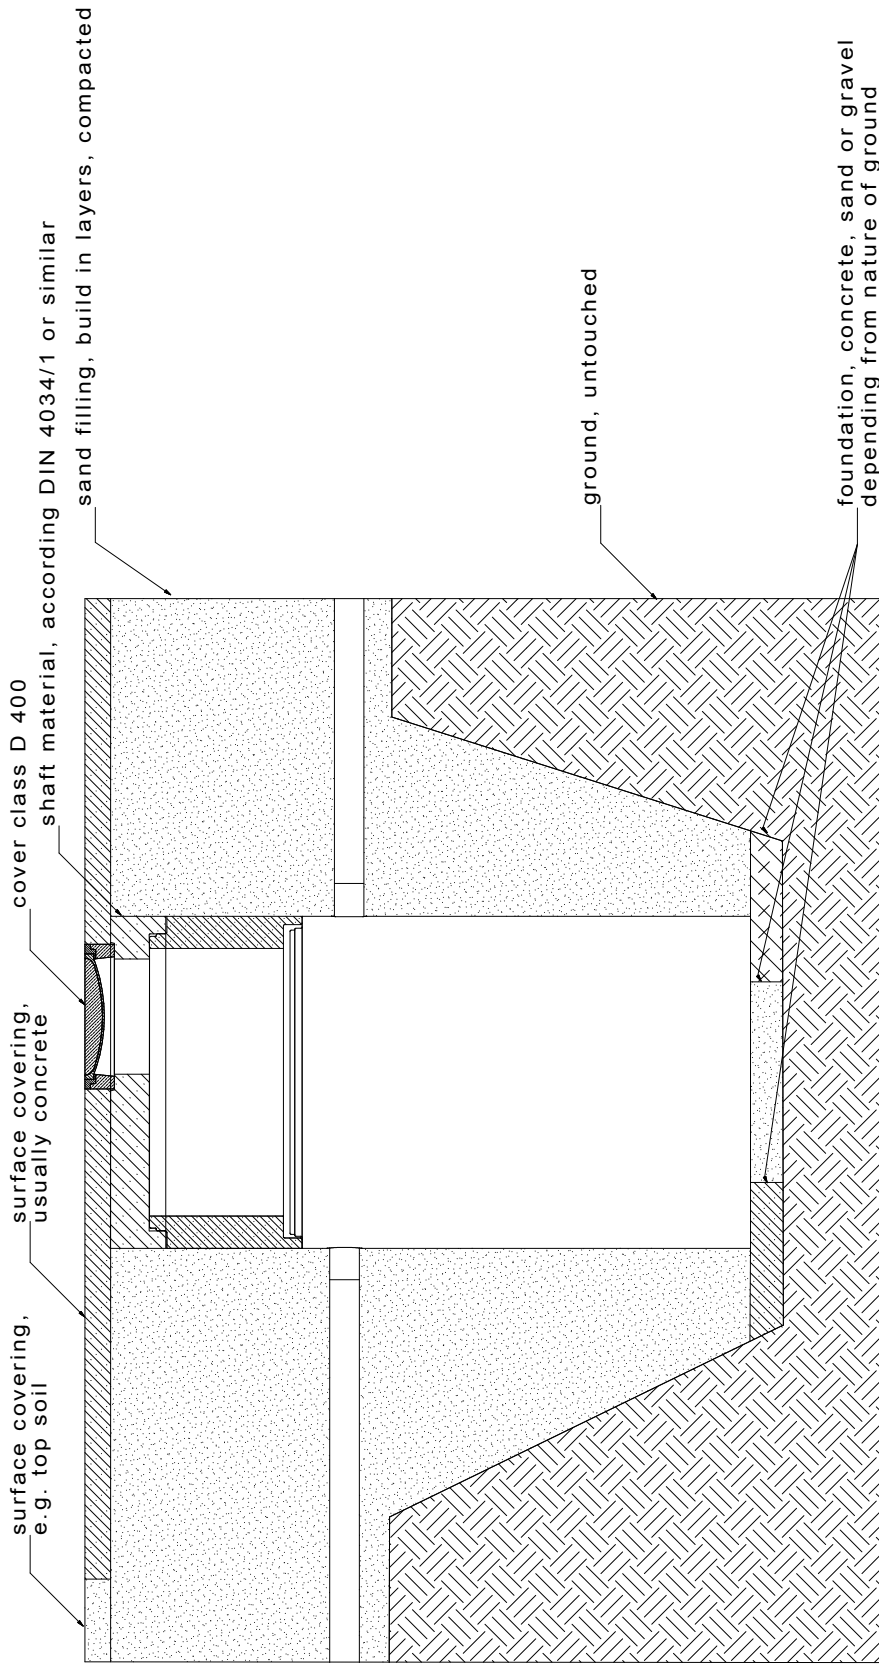 surface covering,
e.g. top soil
surface covering,
usually concrete
cover class D 400
shaft material, according DIN 4034/1 or similar
sand filling, build in layers, compacted
ground, untouched
foundation, concrete, sand or gravel
depending from nature of ground